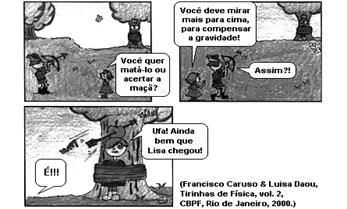 Você quer
matá-lo ou
acertar a
maçã?
Você deve mirar
mais para cima,
para compensar
a gravidade!
Assim?!
Ufa! Ainda
bem que
Lisa chegou!
É!!!
(Francisco Caruso & Luisa Daou,
Tirinhas de Física, vol. 2,
CBPF, Rio de Janeiro, 2000.)